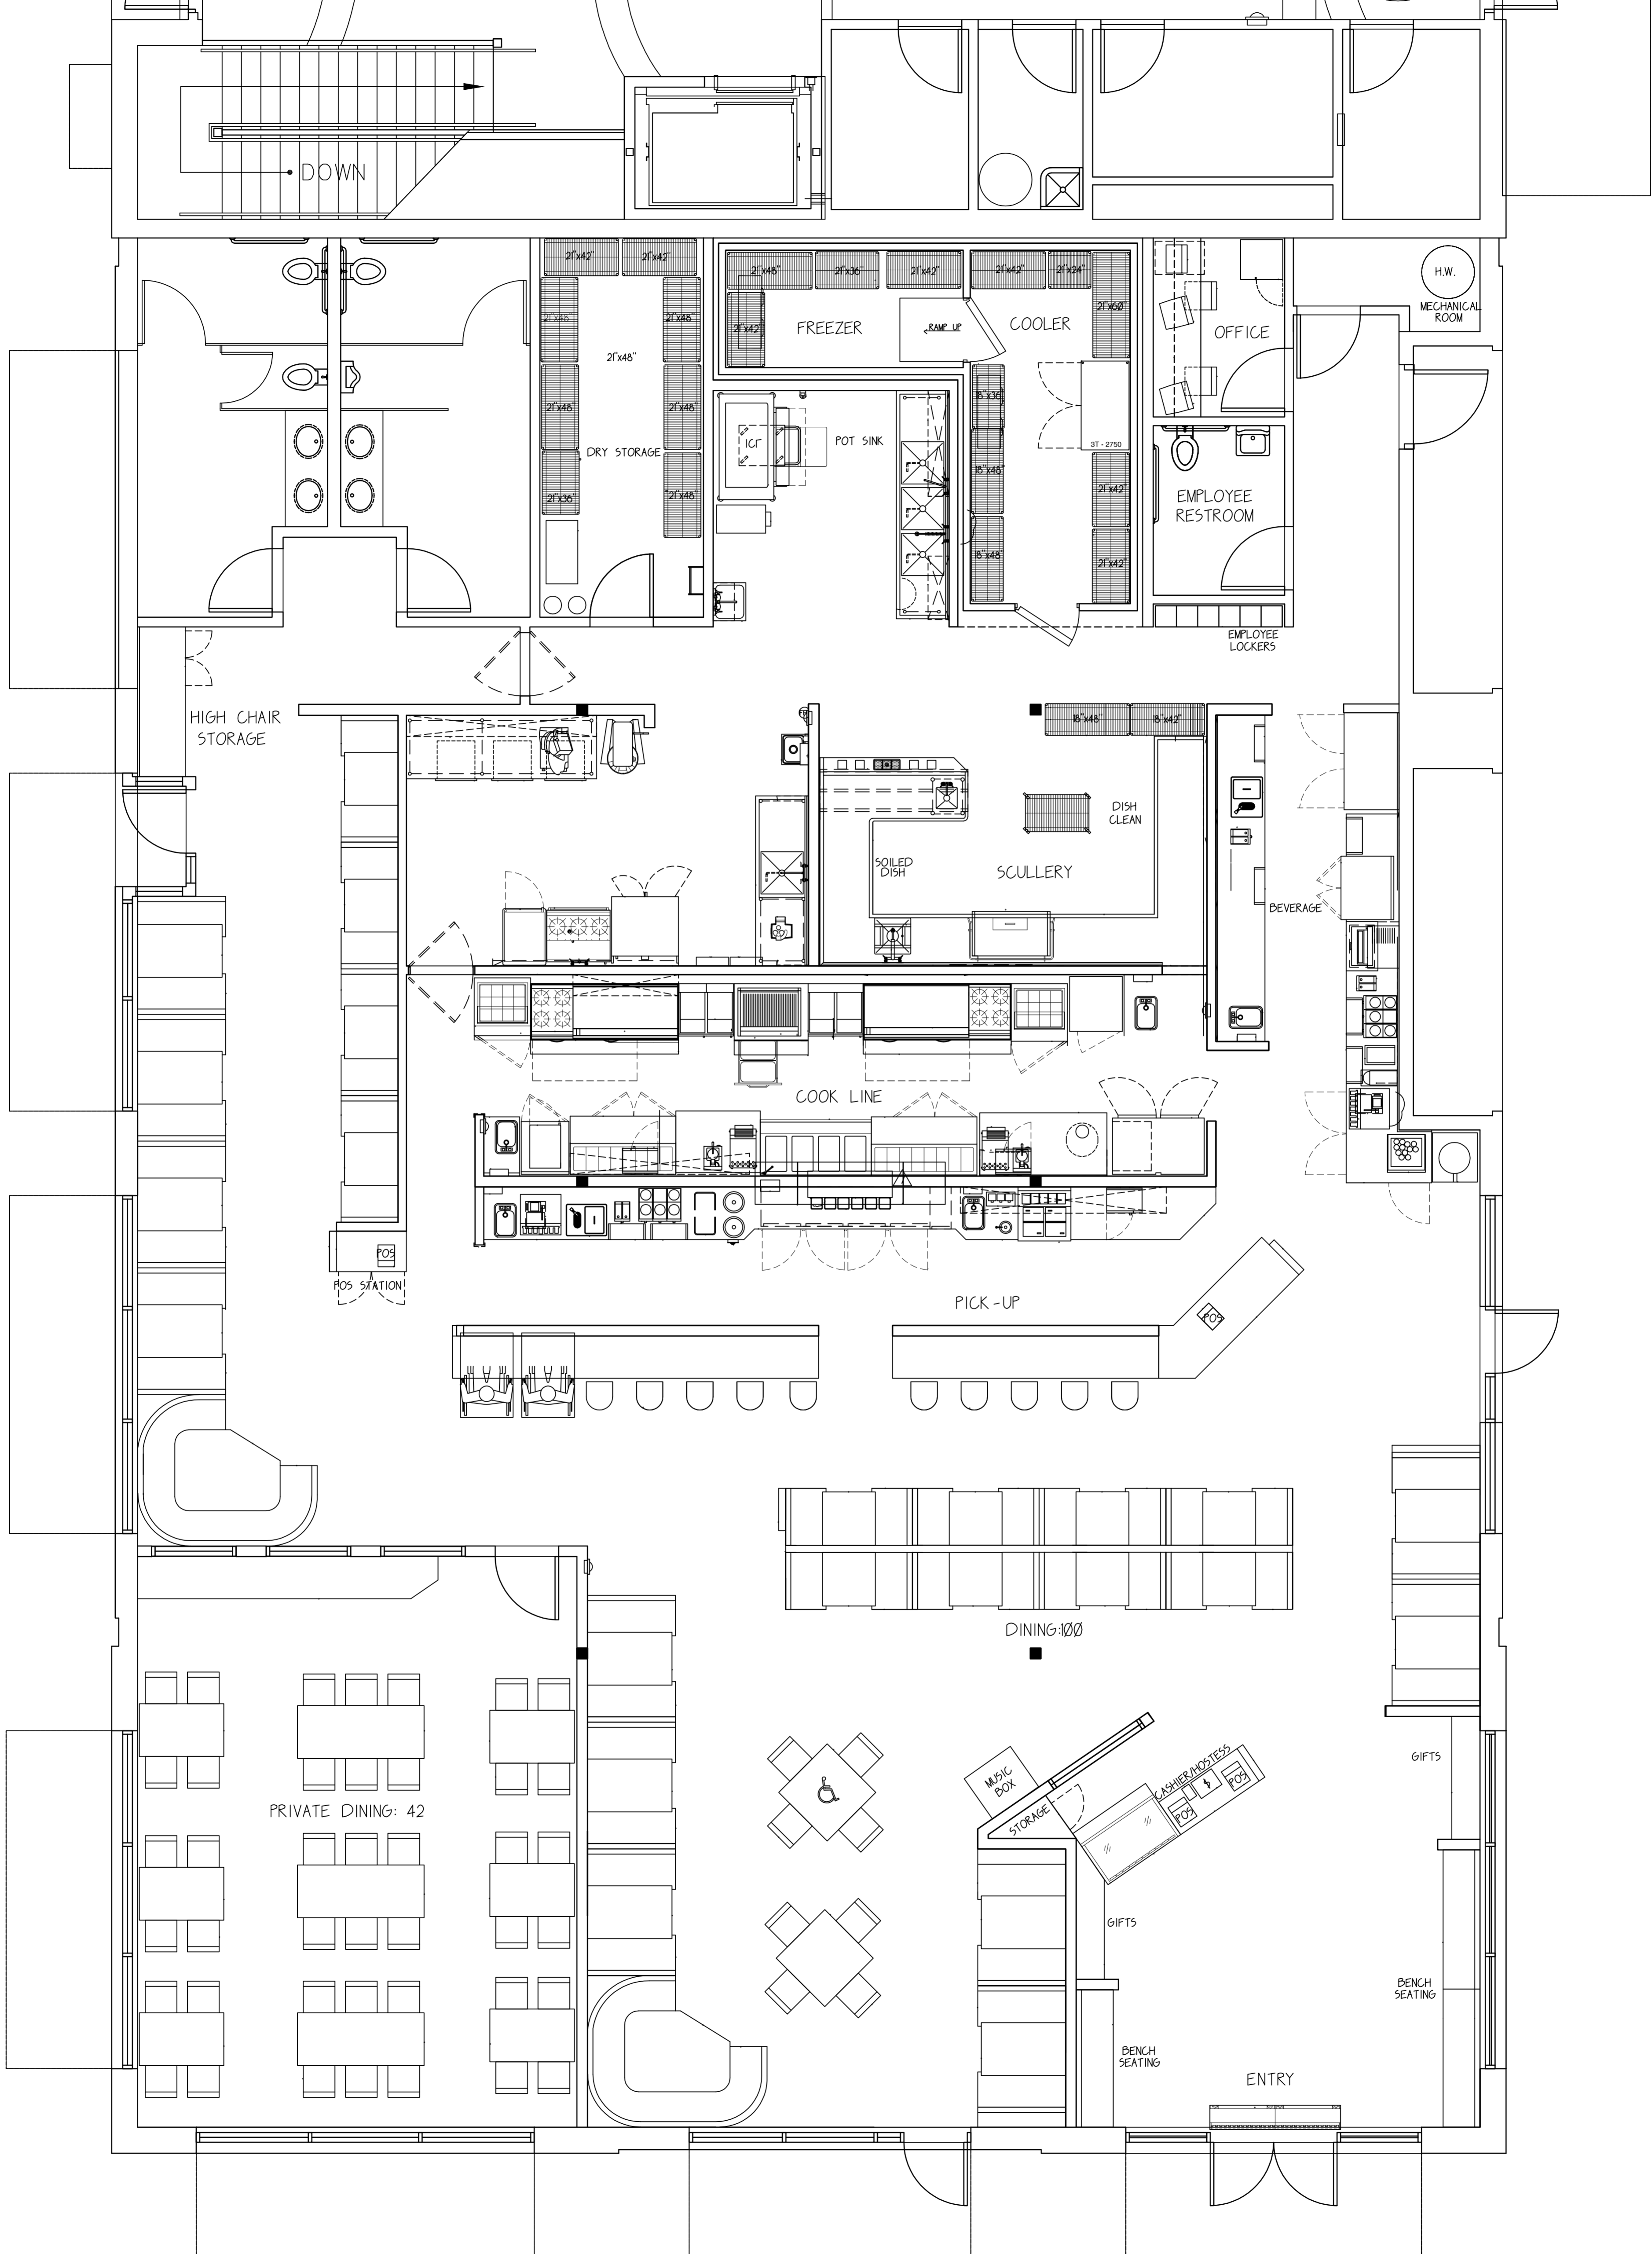 DOWN
21"x42"
21"x42"
21"x48"
21"x36"
21"x42"
21"x42"
21"x24"
21"x60"
H.W.
MECHANICAL
ROOM
21"x48"
21"x48"
21"x42"
FREEZER
RAMP UP
COOLER
OFFICE
21"x48"
21"x48"
21"x48"
18"x36"
DRY STORAGE
POT SINK
3T - 2750
21"x36"
21"x48"
18"x48"
21"x42"
EMPLOYEE
RESTROOM
18"x48"
21"x42"
EMPLOYEE
LOCKERS
HIGH CHAIR
STORAGE
18"x48"
18"x42"
DISH
CLEAN
SOILED
DISH
SCULLERY
BEVERAGE
COOK LINE
POS
POS STATION
PICK-UP
POS
DINING:100
GIFTS
MUSIC
BOX
CASHIER/HOSTESS
POS
POS
STORAGE
PRIVATE DINING: 42
GIFTS
BENCH
SEATING
BENCH
SEATING
ENTRY